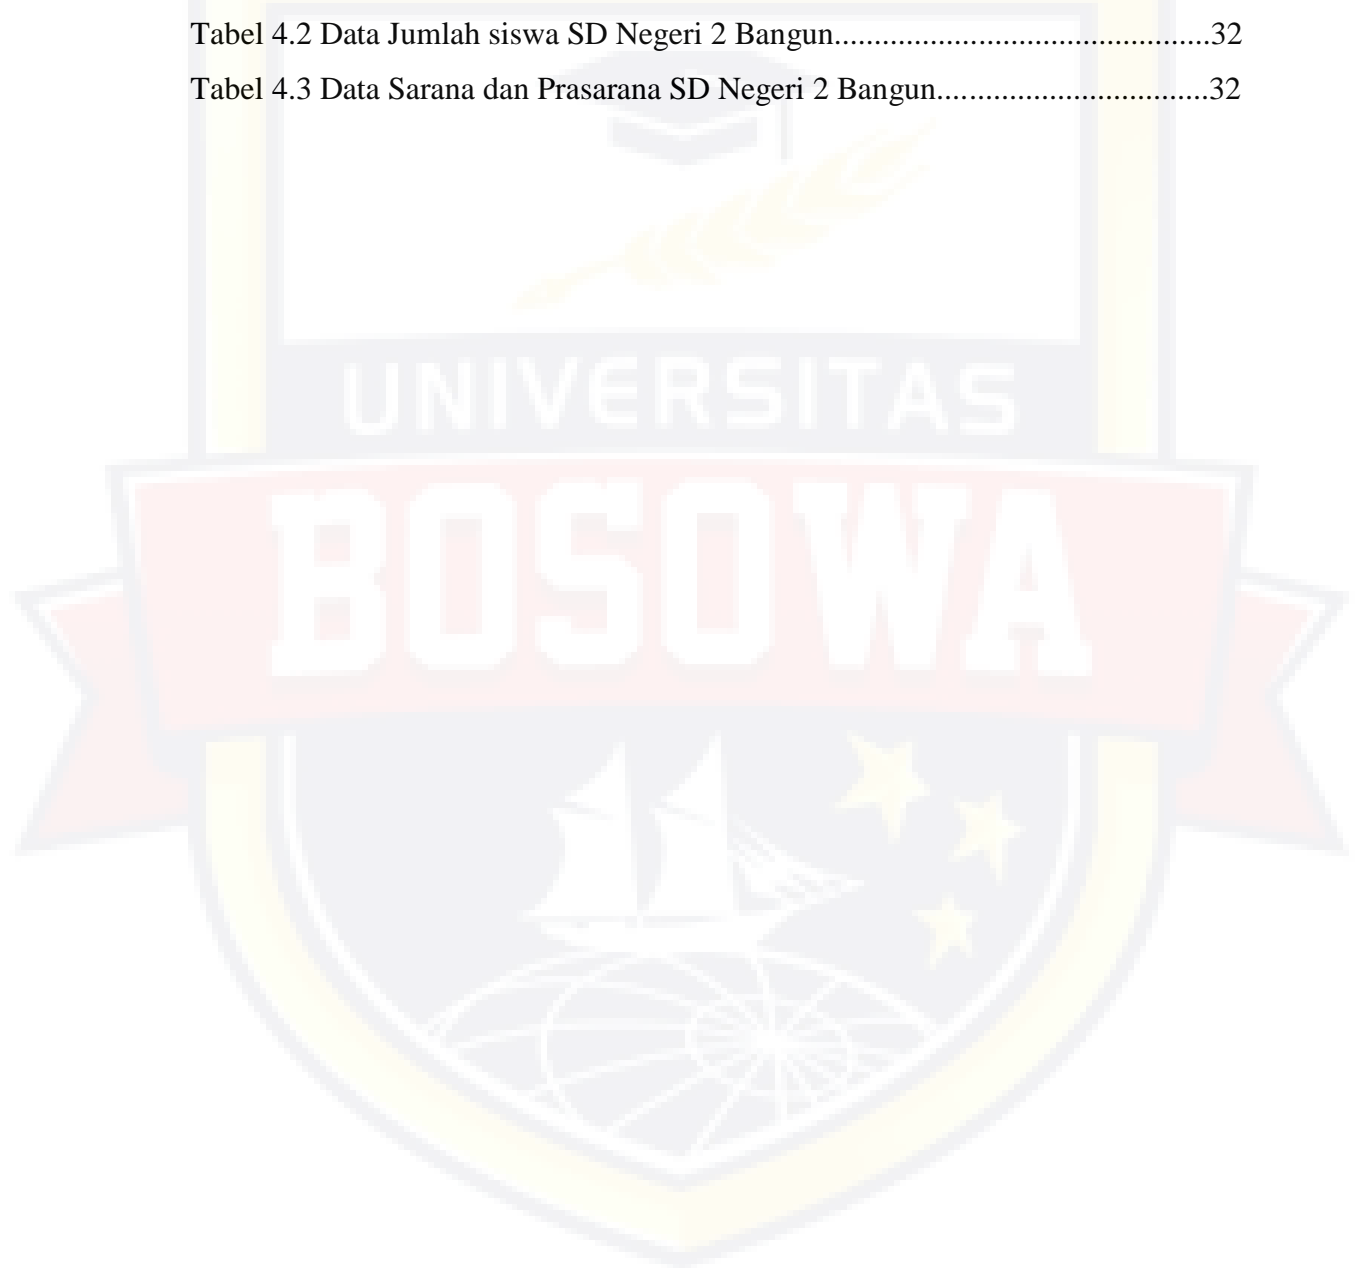 Tabel 4.2 Data Jumlah siswa SD Negeri 2 Bangun...............................................32
Tabel 4.3 Data Sarana dan Prasarana SD Negeri 2 Bangun..................................32
UNIVERSITAS
BOSOWA